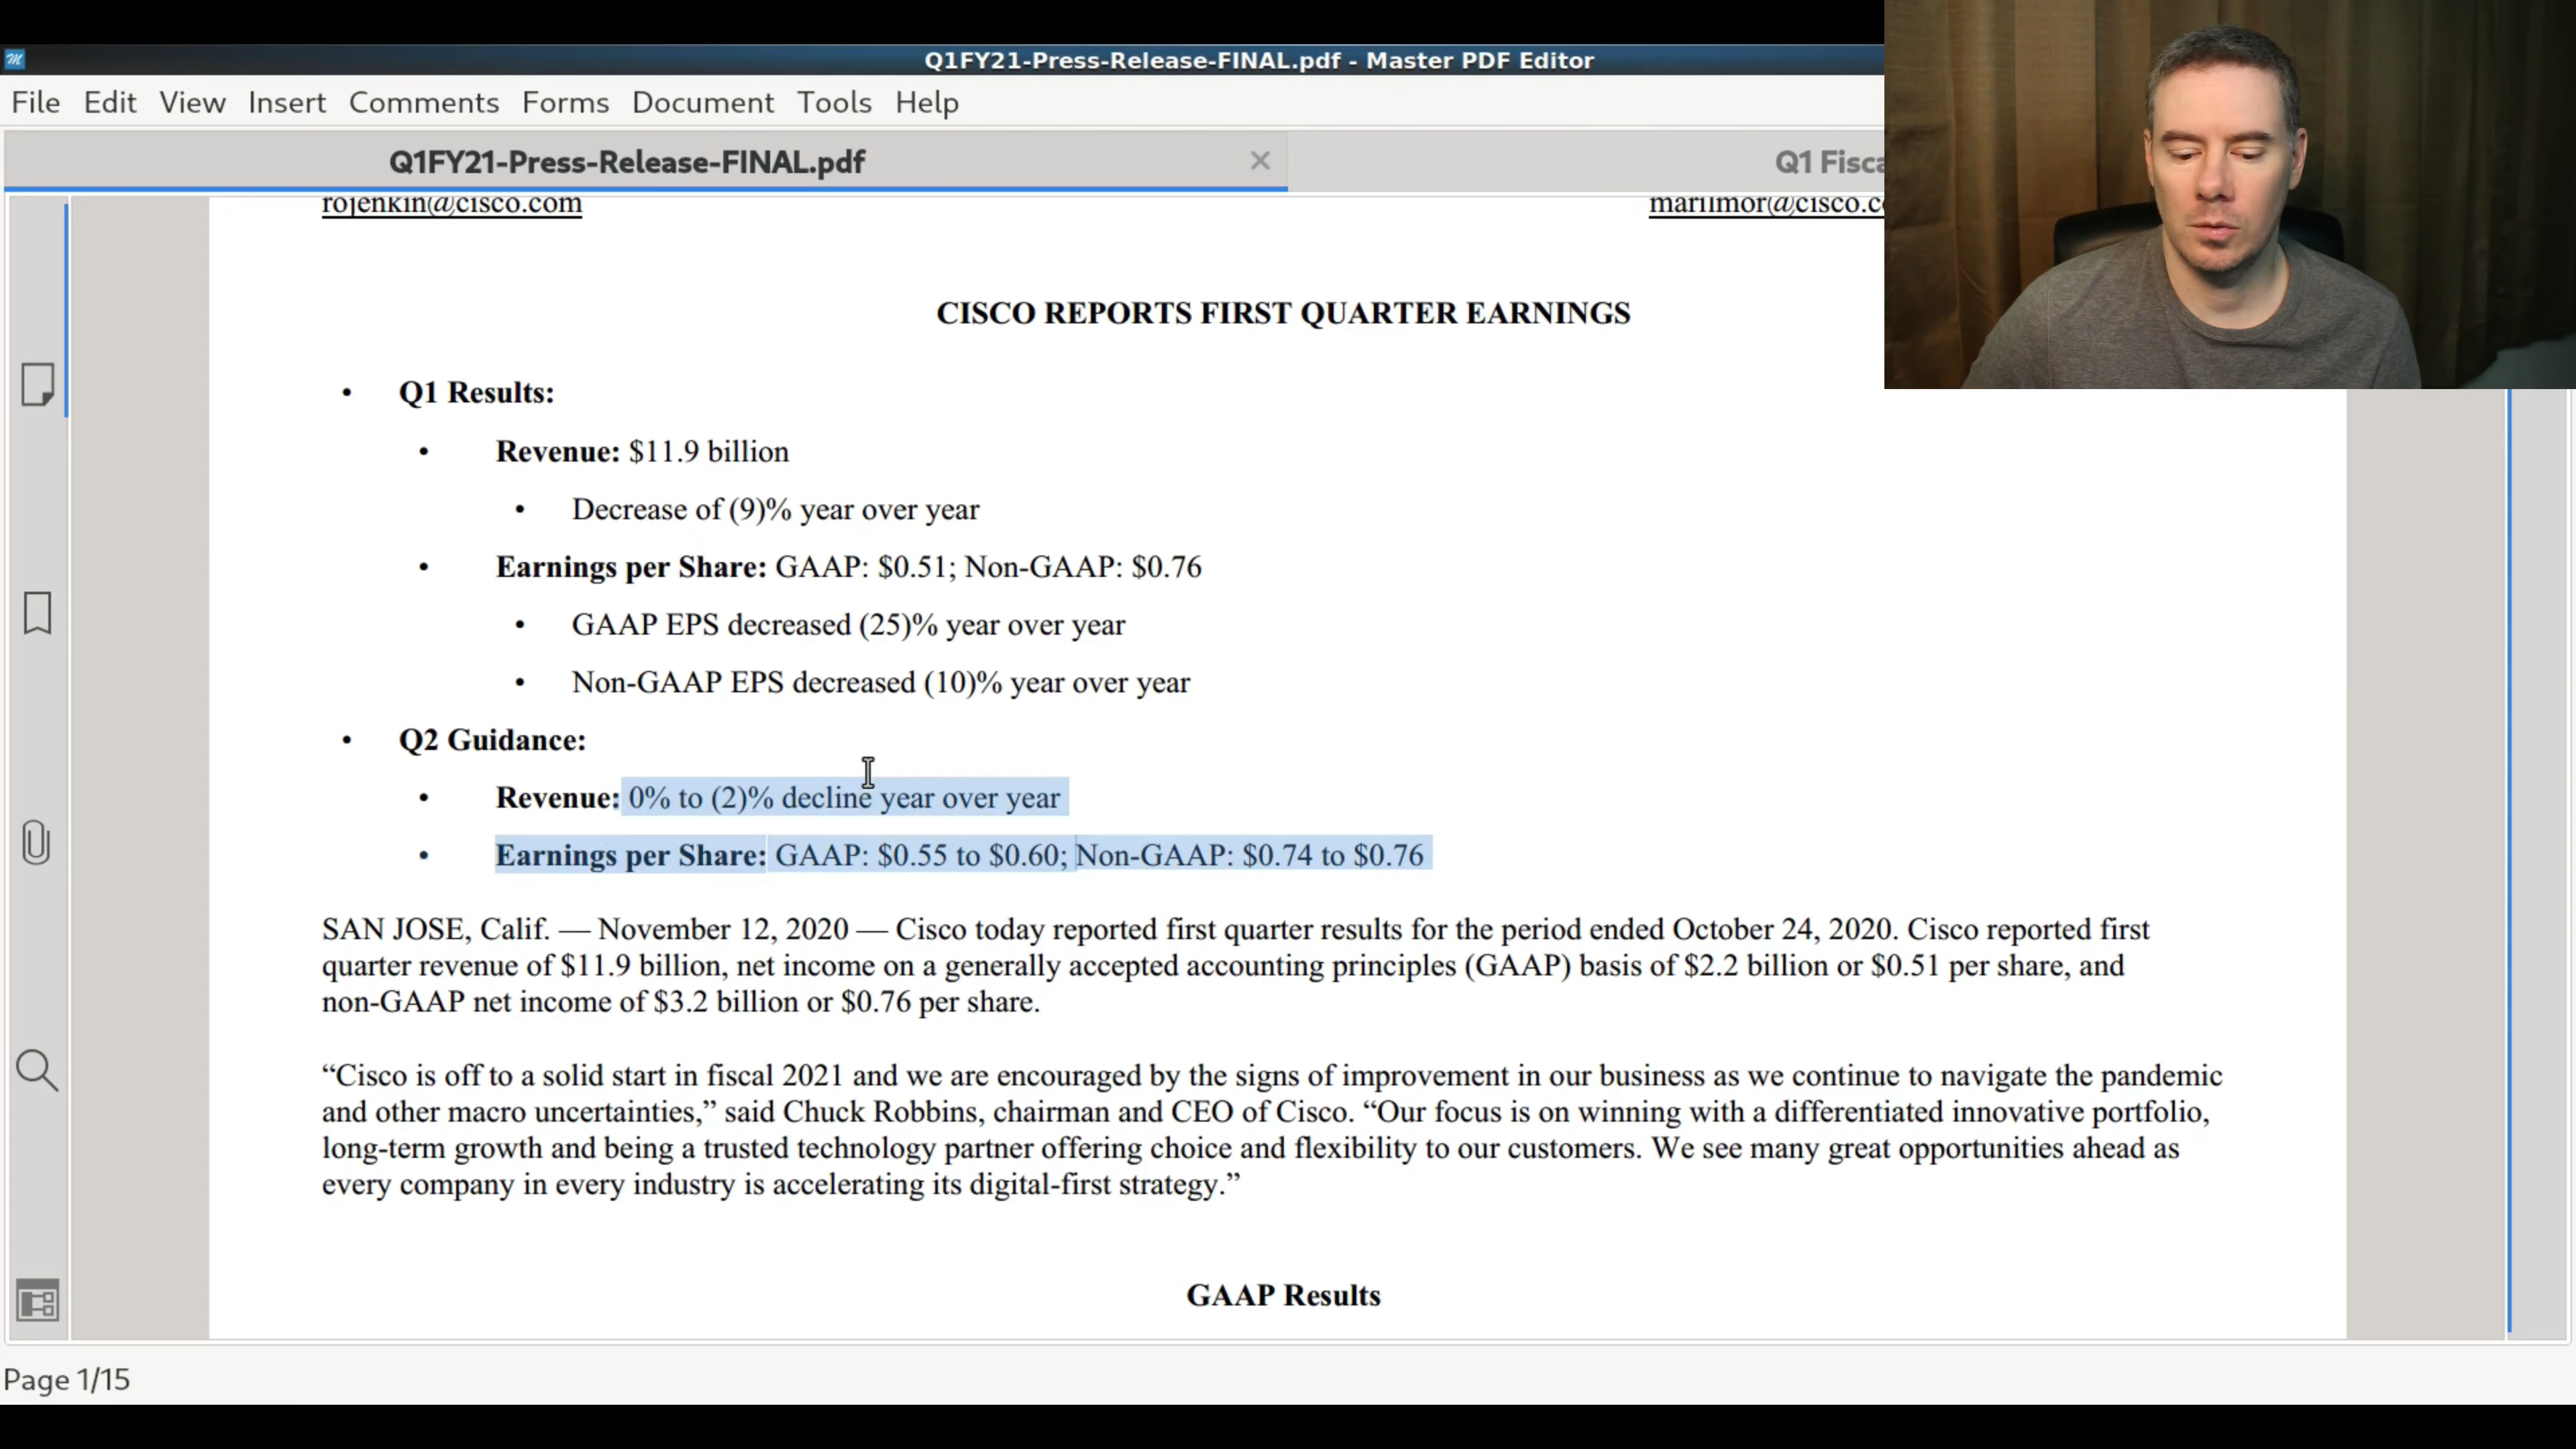 Q1FY21-Press-Release-FINAL.pdf - Master PDF Editor
File Edit View Insert Comments Forms Document Tools Help
Q1FY21-Press-Release-FINAL.pdf
Q1 Fisca
rojenkin@cisco.com
marlimor@cisco.c
CISCO REPORTS FIRST QUARTER EARNINGS
• Q1 Results:
• Revenue: $11.9 billion
• Decrease of (9)% year over year
• Earnings per Share: GAAP: $0.51; Non-GAAP: $0.76
• GAAP EPS decreased (25)% year over year
• Non-GAAP EPS decreased (10)% year over year
• Q2 Guidance:
• Revenue: 0% to (2)% decline year over year
• Earnings per Share: GAAP: $0.55 to $0.60; Non-GAAP: $0.74 to $0.76
SAN JOSE, Calif. — November 12, 2020 — Cisco today reported first quarter results for the period ended October 24, 2020. Cisco reported first
quarter revenue of $11.9 billion, net income on a generally accepted accounting principles (GAAP) basis of $2.2 billion or $0.51 per share, and
non-GAAP net income of $3.2 billion or $0.76 per share.
“Cisco is off to a solid start in fiscal 2021 and we are encouraged by the signs of improvement in our business as we continue to navigate the pandemic
and other macro uncertainties,” said Chuck Robbins, chairman and CEO of Cisco. “Our focus is on winning with a differentiated innovative portfolio,
long-term growth and being a trusted technology partner offering choice and flexibility to our customers. We see many great opportunities ahead as
every company in every industry is accelerating its digital-first strategy.”
GAAP Results
Page 1/15